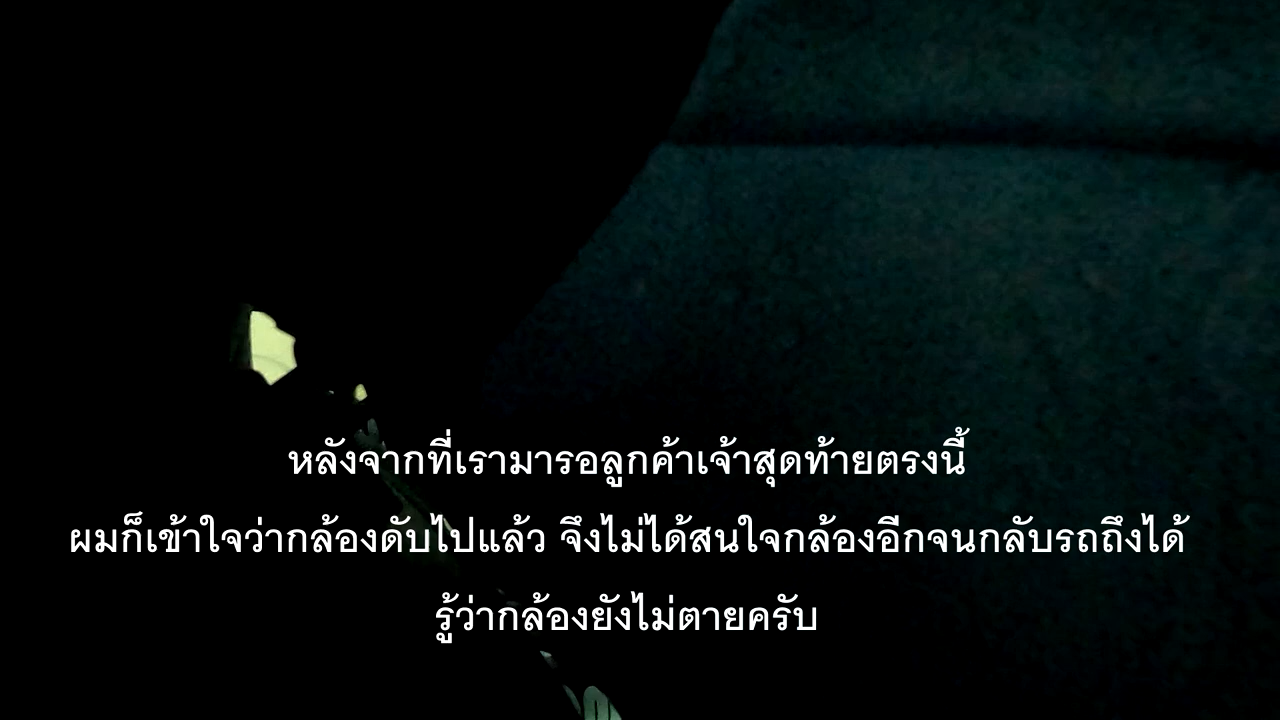 หลังจากที่เรามารอลูกค้าเจ้าสุดท้ายตรงนี้
ผมก็เข้าใจว่ากล้องดับไปแล้ว จึงไม่ได้สนใจกล้องอีกจนกลับรถถึงได้
รู้ว่ากล้องยังไม่ตายครับ